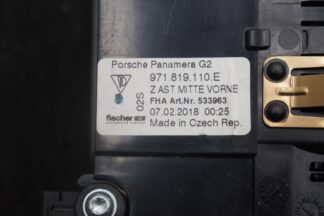 Porsche Panamera G2
971 819.110.E
Z AST MITTE VORNE
02S
FHA Art.Nr. 533963
07.02.2018 00:25
fischer
Made in Czech Rep.